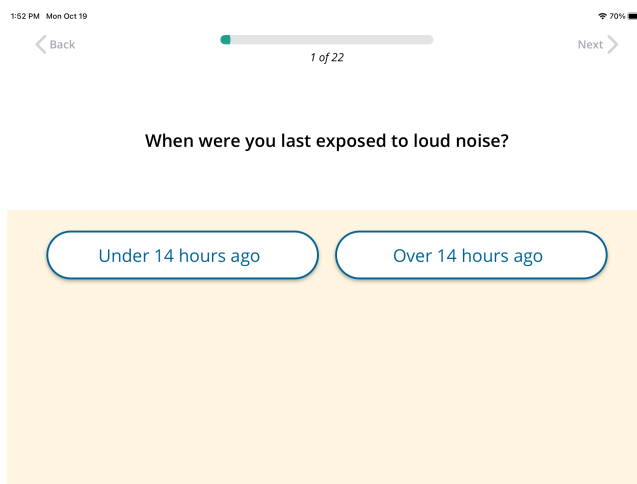 1:52 PM Mon Oct 19
70%
Back
Next
1 of 22
When were you last exposed to loud noise?
Under 14 hours ago
Over 14 hours ago